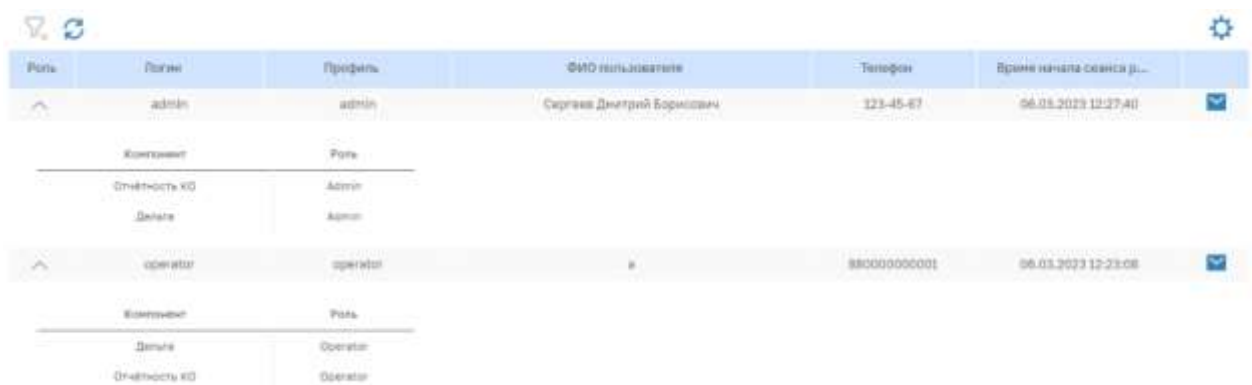 Роль Логин Профиль ФИО пользователя Телефон Время начала сеанса р...
admin admin Сергеев Дмитрий Борисович 123-45-67 06.03.2023 12:27:40
Компонент Роль
Отчётность КО Admin
Дельта Admin
operator operator 880000000001 06.03.2023 12:23:08
Компонент Роль
Дельта Operator
Отчётность КО Operator